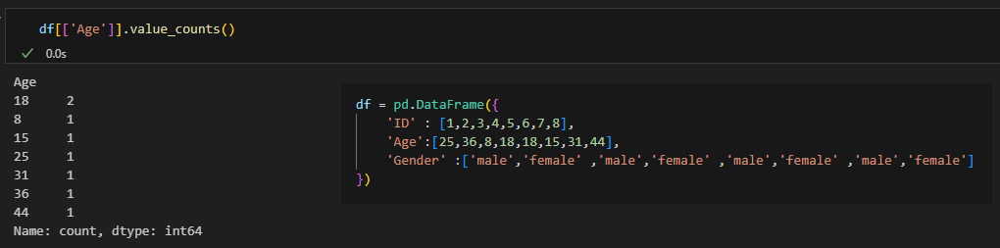 df[['Age']].value_counts()
0.0s
Age
18 2
8 1
15 1
25 1
31 1
36 1
44 1
Name: count, dtype: int64
df = pd.DataFrame({
'ID' : [1,2,3,4,5,6,7,8],
'Age':[25,36,8,18,18,15,31,44],
'Gender' :['male','female' ,'male','female' ,'male','female' ,'male','female']
})